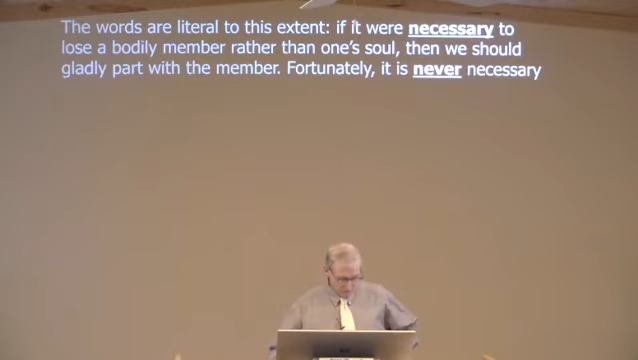 The words are literal to this extent: if it were necessary to
lose a bodily member rather than one's soul, then we should
gladly part with the member. Fortunately, it is never necessary